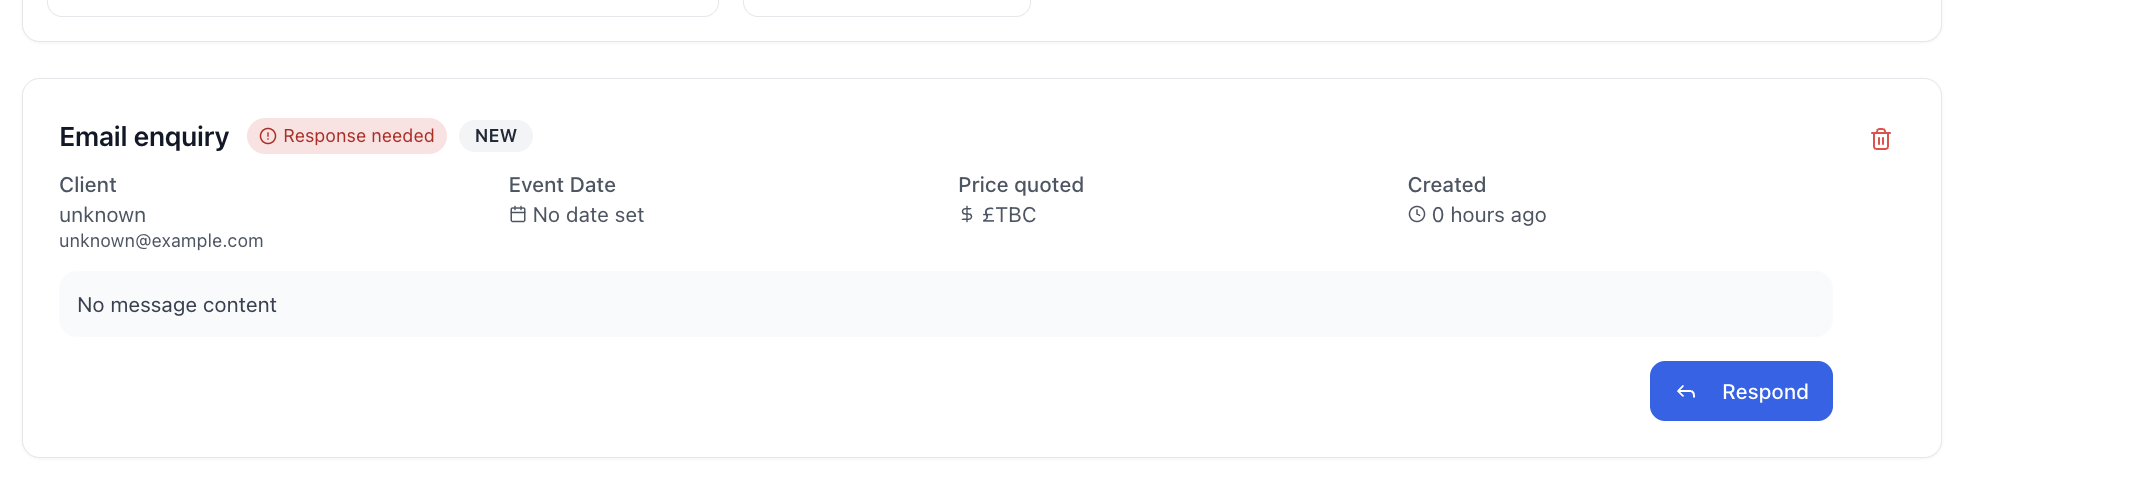 Email enquiry Response needed NEW
Client Event Date Price quoted Created
unknown No date set $ £TBC 0 hours ago
unknown@example.com
No message content
Respond